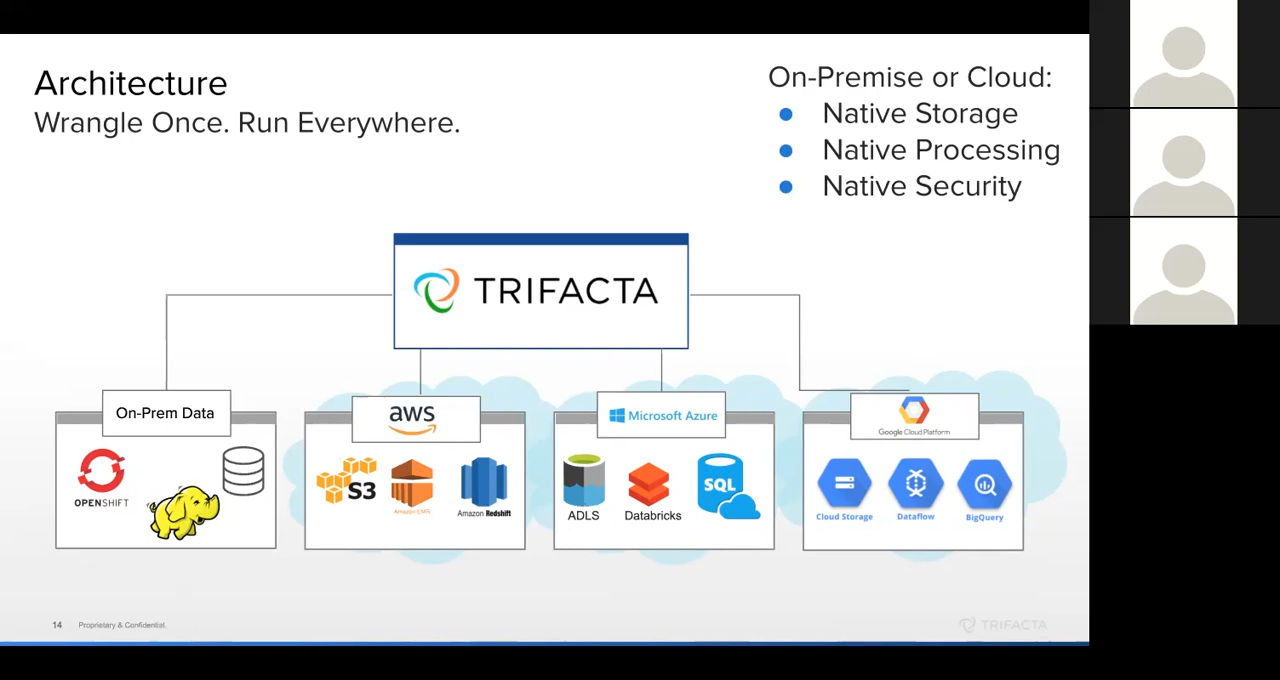 Architecture
Wrangle Once. Run Everywhere.
On-Premise or Cloud:
● Native Storage
● Native Processing
● Native Security
TRIFACTA
On-Prem Data
OPENSHIFT
aws
S3
Amazon EMR
Amazon Redshift
Microsoft Azure
ADLS
Databricks
SQL
Google Cloud Platform
Cloud Storage
Dataflow
BigQuery
14 Proprietary & Confidential.
TRIFACTA